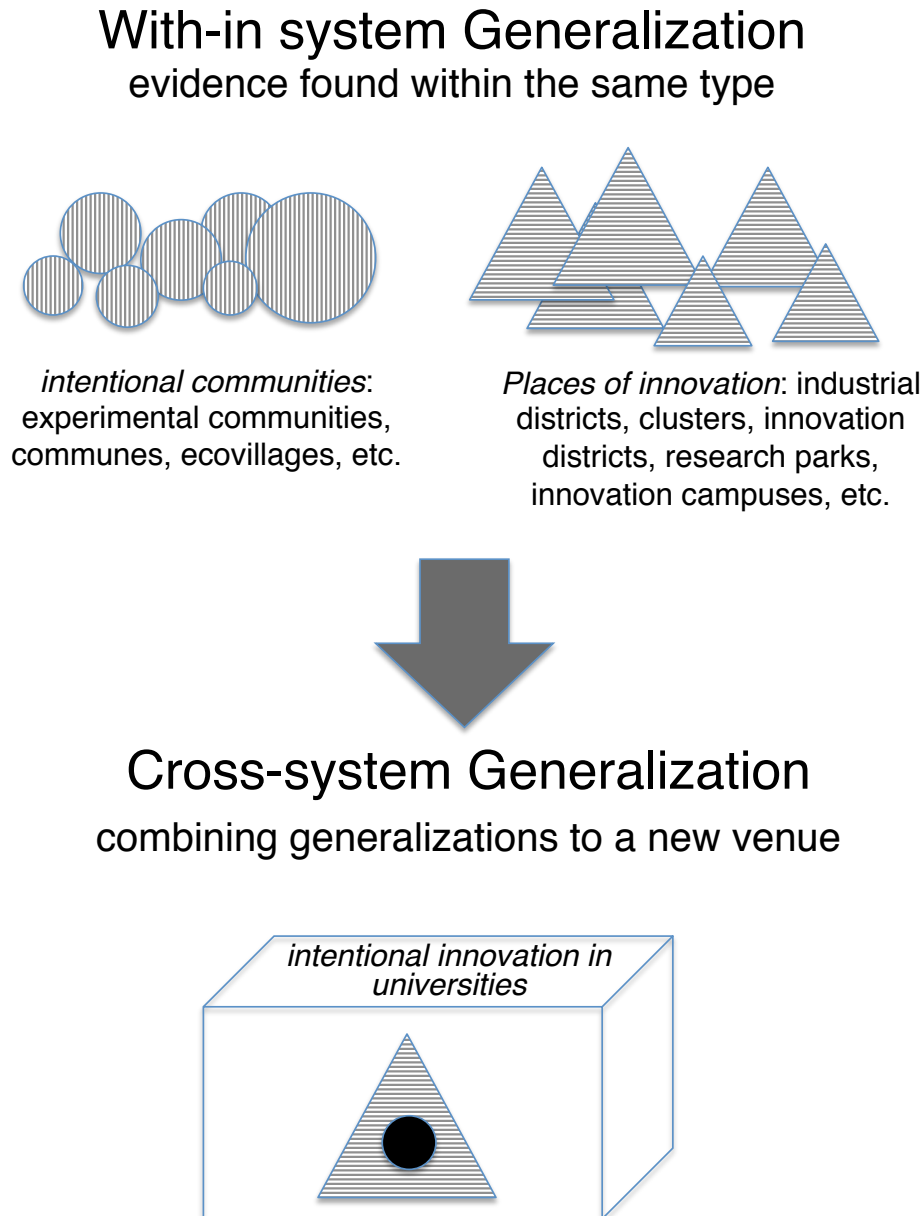 With-in system Generalization
evidence found within the same type
intentional communities:
experimental communities,
communes, ecovillages, etc.
Places of innovation: industrial
districts, clusters, innovation
districts, research parks,
innovation campuses, etc.
Cross-system Generalization
combining generalizations to a new venue
intentional innovation in
universities